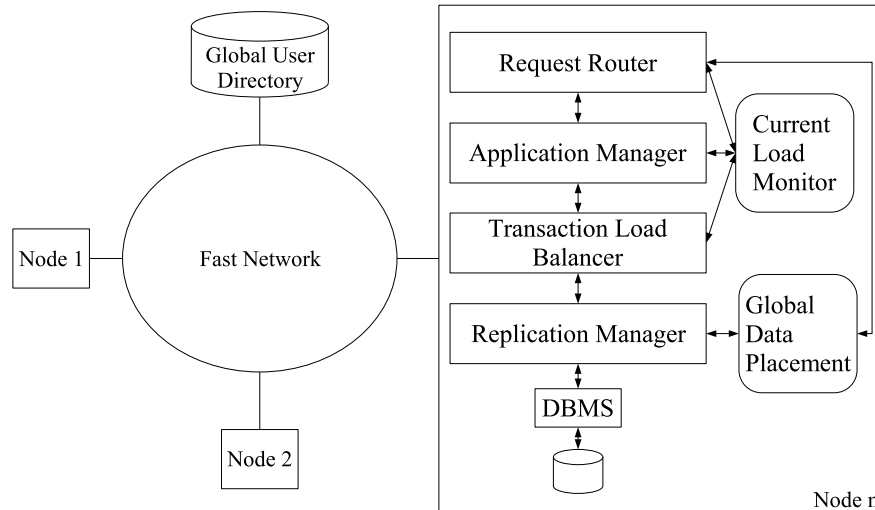 Global User
Directory
Fast Network
Node 1
Node 2
Request Router
Application Manager
Transaction Load
Balancer
Replication Manager
DBMS
Current
Load
Monitor
Global
Data
Placement
Node n